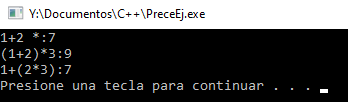 Y:\Documentos\C++\PreceEj.exe
1+2 *:7
(1+2)*3:9
1+(2*3):7
Presione una tecla para continuar . . .